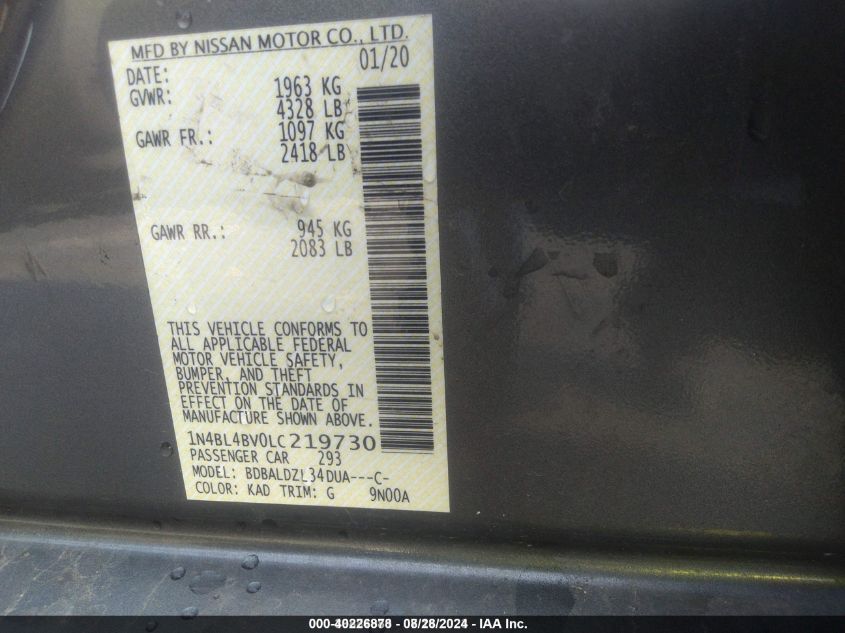 MFD BY NISSAN MOTOR CO., LTD.
DATE: 01/20
GVWR: 1963 KG
4328 LB
GAWR FR.: 1097 KG
2418 LB
GAWR RR.: 945 KG
2083 LB
THIS VEHICLE CONFORMS TO
ALL APPLICABLE FEDERAL
MOTOR VEHICLE SAFETY,
BUMPER, AND THEFT
PREVENTION STANDARDS IN
EFFECT ON THE DATE OF
MANUFACTURE SHOWN ABOVE.
1N4BL4BV0LC219730
PASSENGER CAR 293
MODEL: BDBALDZL34DUA---C-
COLOR: KAD TRIM: G 9N00A
000-40226878 - 08/28/2024 - IAA Inc.